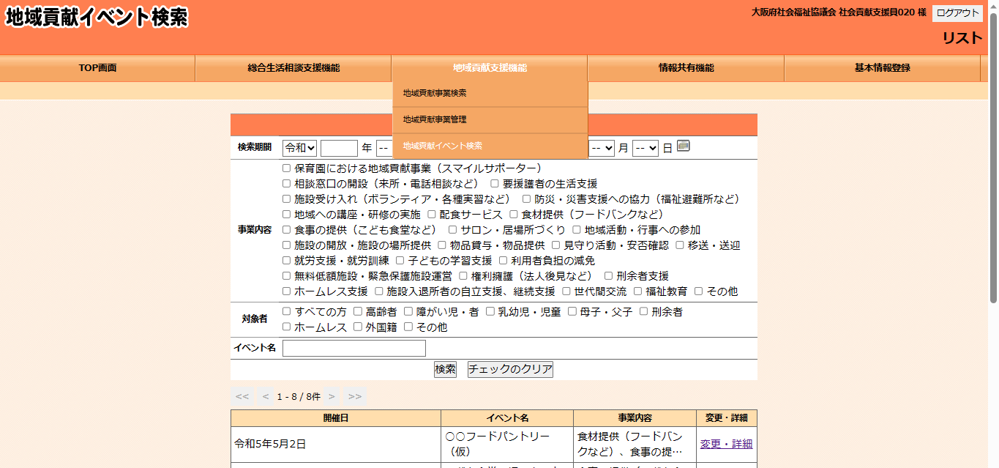 地域貢献イベント検索
大阪府社会福祉協議会 社会貢献支援員020 様 ログアウト
リスト
TOP画面 総合生活相談支援機能 地域貢献支援機能 情報共有機能 基本情報登録
地域貢献事業検索
地域貢献事業管理
地域貢献イベント検索
検索期間 令和 年 -- -- 月 -- 日
事業内容
保育園における地域貢献事業（スマイルサポーター）
相談窓口の開設（来所・電話相談など） 要援護者の生活支援
施設受け入れ（ボランティア・各種実習など） 防災・災害支援への協力（福祉避難所など）
地域への講座・研修の実施 配食サービス 食材提供（フードバンクなど）
食事の提供（こども食堂など） サロン・居場所づくり 地域活動・行事への参加
施設の開放・施設の場所提供 物品貸与・物品提供 見守り活動・安否確認 移送・送迎
就労支援・就労訓練 子どもの学習支援 利用者負担の減免
無料低額施設・緊急保護施設運営 権利擁護（法人後見など） 刑余者支援
ホームレス支援 施設入退所者の自立支援、継続支援 世代間交流 福祉教育 その他
対象者
すべての方 高齢者 障がい児・者 乳幼児・児童 母子・父子 刑余者
ホームレス 外国籍 その他
イベント名
検索 チェックのクリア
<< < 1 - 8 / 8件 > >>
開催日 イベント名 事業内容 変更・詳細
令和5年5月2日 ○○フードパントリー（仮） 食材提供（フードバンクなど）、食事の提… 変更・詳細